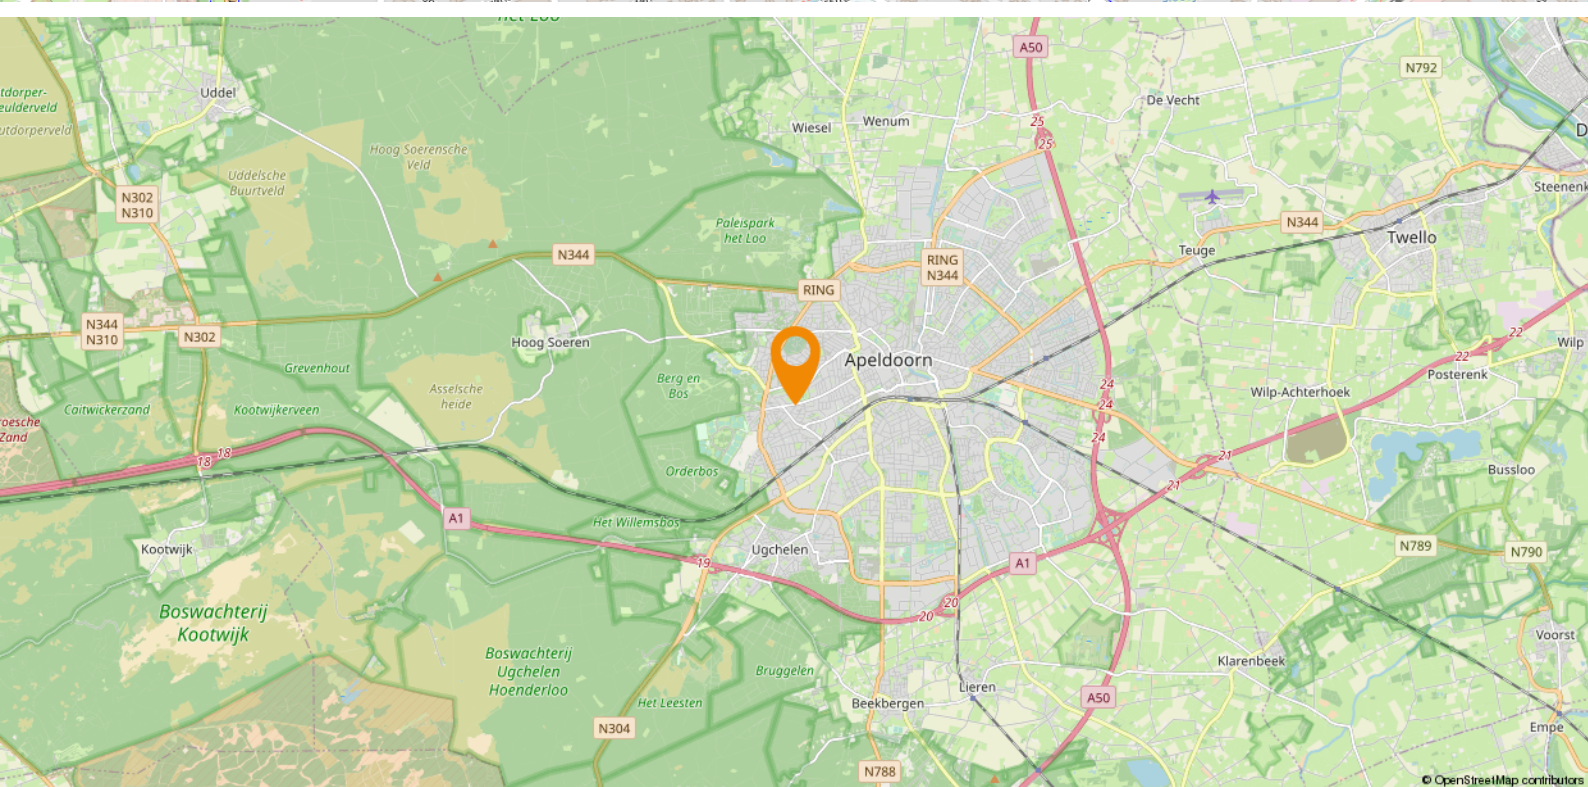 Het Loo
A50
N792
Uddel
De Vecht
Wiesel
Wenum
25
25
Hoog Soerensche
Veld
Uddelsche
Buurtveld
N302
N310
Paleispark
het Loo
N344
Twello
Teuge
N344
RING
N344
RING
N344
N310
N302
Hoog Soeren
22
22
Wilp
Posterenk
Apeldoorn
Grevenhout
Berg en
Bos
Asselsche
heide
24
24
24
Wilp-Achterhoek
Caitwickerzand
Kootwijkerveen
18
18
21
21
Orderbos
Bussloo
A1
Het Willemsbos
Kootwijk
Ugchelen
19
A1
N789
N790
20
20
Boswachterij
Kootwijk
Voorst
Boswachterij
Ugchelen
Hoenderloo
Bruggelen
Klarenbeek
Lieren
Het Leesten
Beekbergen
A50
N304
Empe
N788
© OpenStreetMap contributors